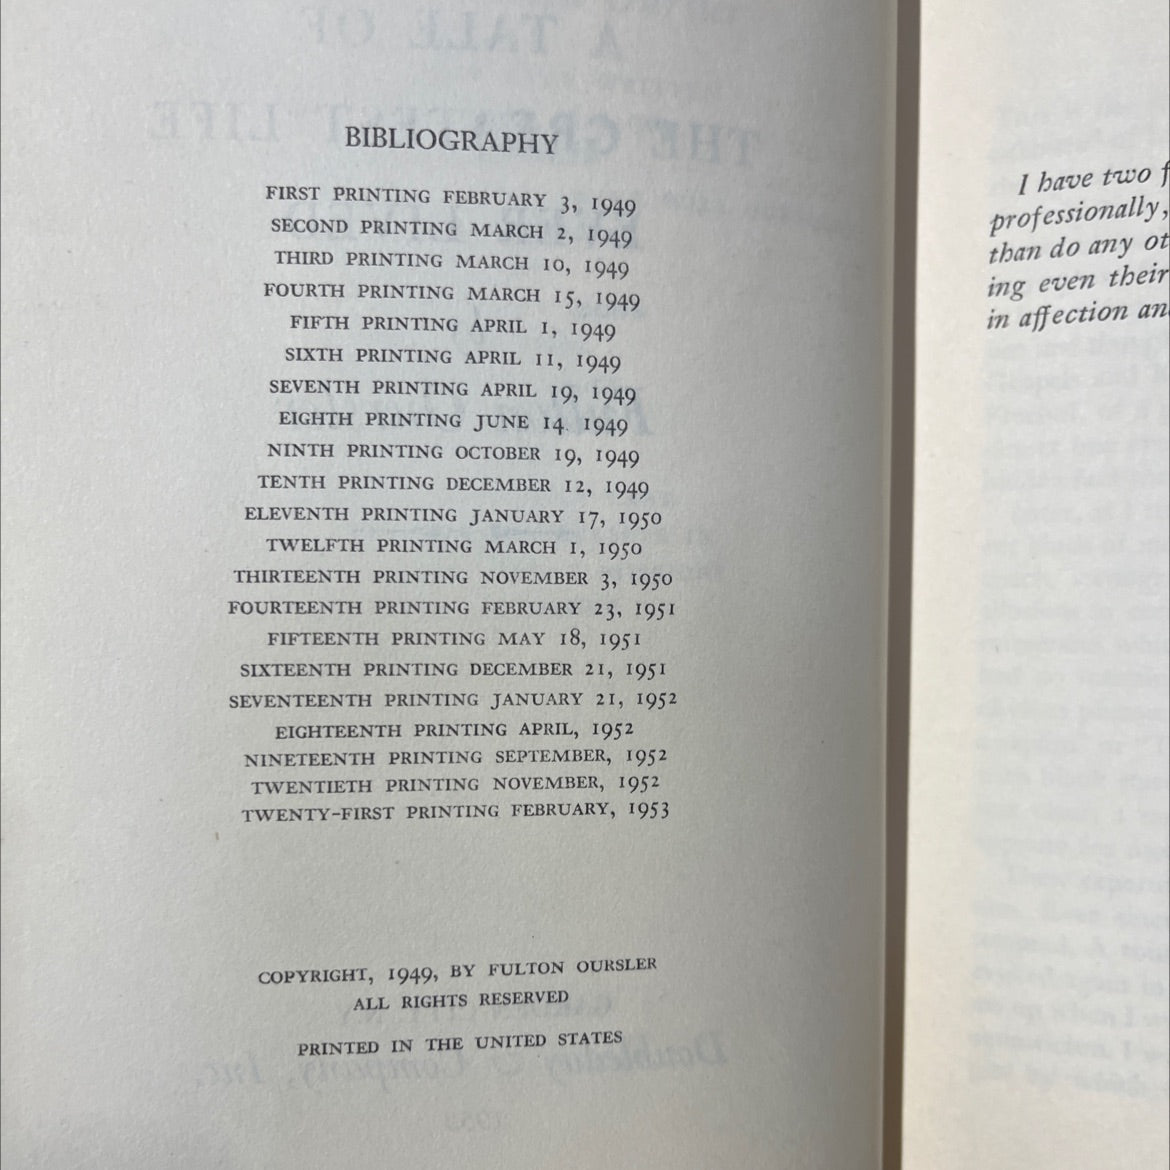 BIBLIOGRAPHY
FIRST PRINTING FEBRUARY 3, 1949
SECOND PRINTING MARCH 2, 1949
THIRD PRINTING MARCH 10, 1949
FOURTH PRINTING MARCH 15, 1949
FIFTH PRINTING APRIL 1, 1949
SIXTH PRINTING APRIL 11, 1949
SEVENTH PRINTING APRIL 19, 1949
EIGHTH PRINTING JUNE 14. 1949
NINTH PRINTING OCTOBER 19, 1949
TENTH PRINTING DECEMBER 12, 1949
ELEVENTH PRINTING JANUARY 17, 1950
TWELFTH PRINTING MARCH 1, 1950
THIRTEENTH PRINTING NOVEMBER 3, 1950
FOURTEENTH PRINTING FEBRUARY 23, 1951
FIFTEENTH PRINTING MAY 18, 1951
SIXTEENTH PRINTING DECEMBER 21, 1951
SEVENTEENTH PRINTING JANUARY 21, 1952
EIGHTEENTH PRINTING APRIL, 1952
NINETEENTH PRINTING SEPTEMBER, 1952
TWENTIETH PRINTING NOVEMBER, 1952
TWENTY-FIRST PRINTING FEBRUARY, 1953
COPYRIGHT, 1949, BY FULTON OURSLER
ALL RIGHTS RESERVED
PRINTED IN THE UNITED STATES
I have two f
professionally,
than do any ot
ing even their
in affection an